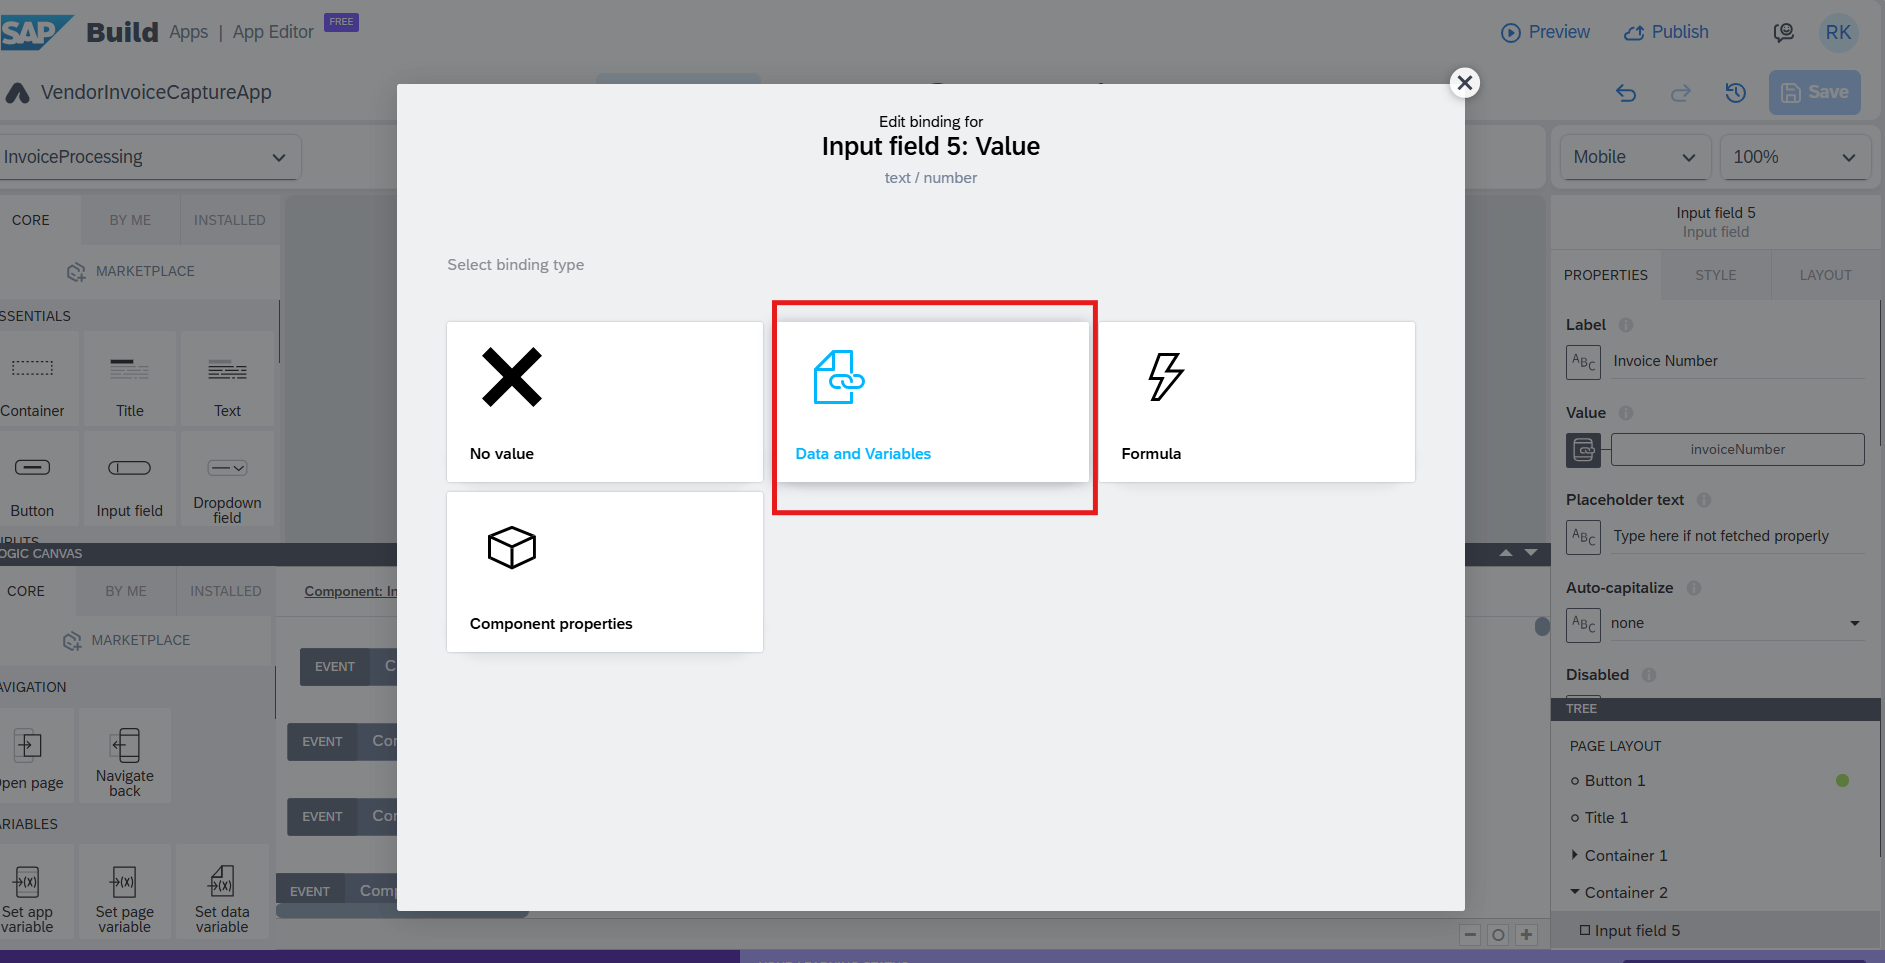 SAP Build Apps | App Editor FREE
Preview
Publish
RK
VendorInvoiceCaptureApp
Save
InvoiceProcessing
Mobile
100%
CORE
BY ME
INSTALLED
MARKETPLACE
SSENTIALS
Container
Title
Text
Button
Input field
Dropdown
field
OGIC CANVAS
CORE
BY ME
INSTALLED
MARKETPLACE
AVIGATION
pen page
Navigate
back
ARIABLES
Set app
variable
Set page
variable
Set data
variable
Component: In
EVENT C
EVENT Cor
EVENT Cor
EVENT Comp
Edit binding for
Input field 5: Value
text / number
Select binding type
No value
Data and Variables
Formula
Component properties
Input field 5
Input field
PROPERTIES
STYLE
LAYOUT
Label
ABC
Invoice Number
Value
invoiceNumber
Placeholder text
ABC
Type here if not fetched properly
Auto-capitalize
ABC
none
Disabled
TREE
PAGE LAYOUT
Button 1
Title 1
Container 1
Container 2
Input field 5